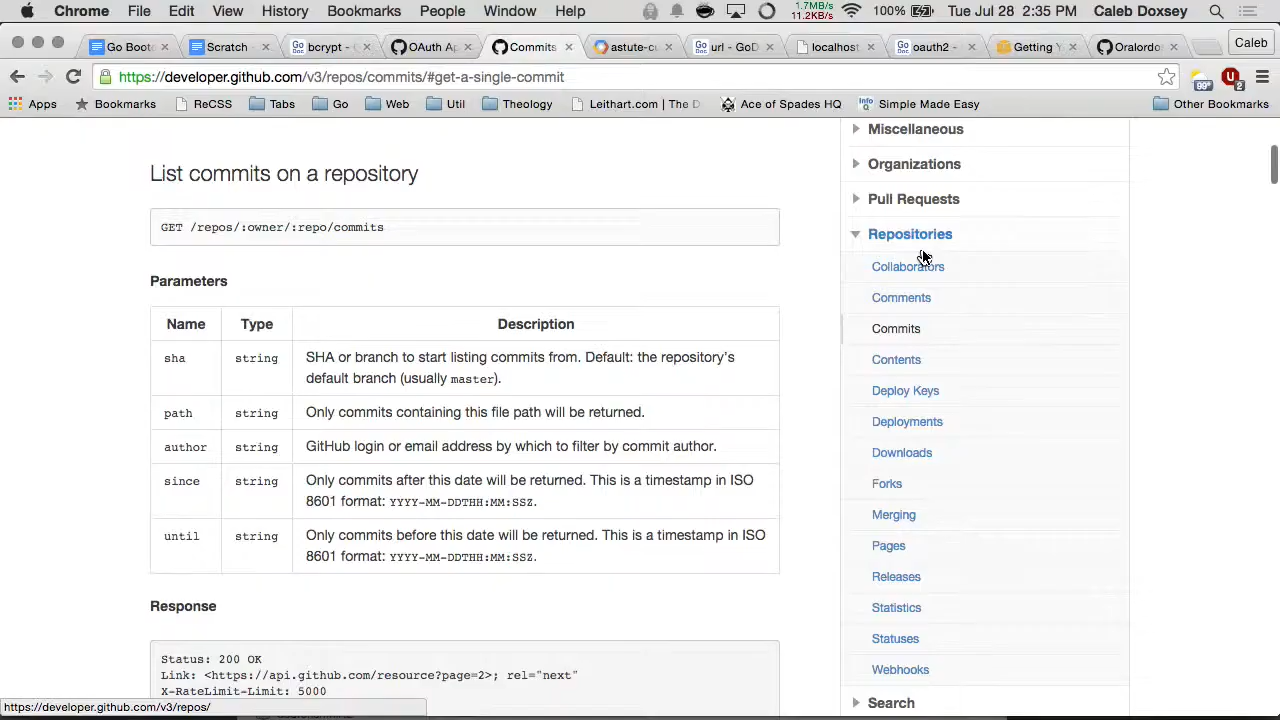 Chrome File Edit View History Bookmarks People Window Help 1.7MB/s 11.2KB/s 100% Tue Jul 28 2:35 PM Caleb Doxsey
Go Boot Scratch bcrypt - OAuth Ap Commits astute-cu url - GoD localhost oauth2 - Getting Oralordo Caleb
https://developer.github.com/v3/repos/commits/#get-a-single-commit
Apps Bookmarks ReCSS Tabs Go Web Util Theology Leithart.com | The D Ace of Spades HQ Simple Made Easy Other Bookmarks
List commits on a repository
GET /repos/:owner/:repo/commits
Parameters
Name Type Description
sha string SHA or branch to start listing commits from. Default: the repository's
default branch (usually master).
path string Only commits containing this file path will be returned.
author string GitHub login or email address by which to filter by commit author.
since string Only commits after this date will be returned. This is a timestamp in ISO
8601 format: YYYY-MM-DDTHH:MM:SSZ.
until string Only commits before this date will be returned. This is a timestamp in ISO
8601 format: YYYY-MM-DDTHH:MM:SSZ.
Response
Status: 200 OK
Link: <https://api.github.com/resource?page=2>; rel="next"
X-RateLimit-Limit: 5000
Miscellaneous
Organizations
Pull Requests
Repositories
Collaborators
Comments
Commits
Contents
Deploy Keys
Deployments
Downloads
Forks
Merging
Pages
Releases
Statistics
Statuses
Webhooks
Search
https://developer.github.com/v3/repos/